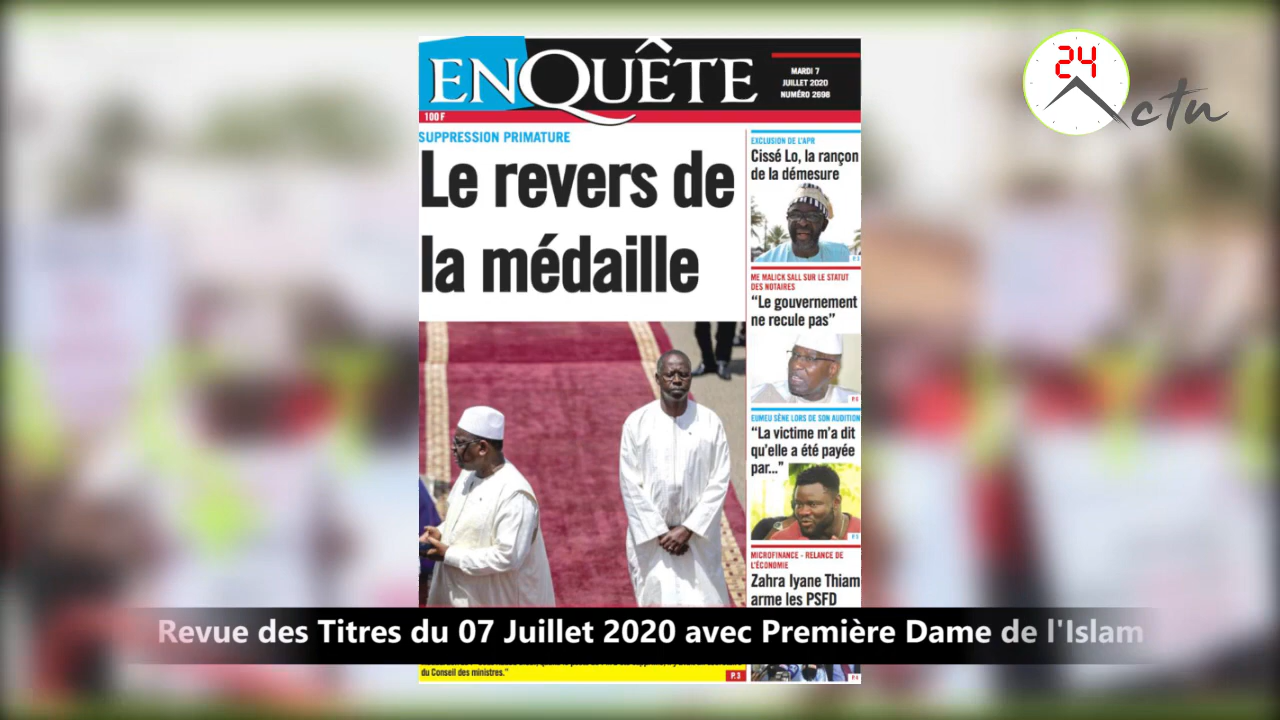 ENQUÊTE
MARDI 7
JUILLET 2020
NUMÉRO 2698
24
Actu
100 F
SUPPRESSION PRIMATURE
Le revers de
la médaille
EXCLUSION DE L'APR
Cissé Lo, la rançon
de la démesure
ME MALICK SALL SUR LE STATUT
DES NOTAIRES
“Le gouvernement
ne recule pas”
EUMEU SÈNE LORS DE SON AUDITION
“La victime m'a dit
qu'elle a été payée
par...”
MICROFINANCE - RELANCE DE
L'ÉCONOMIE
Zahra Iyane Thiam
arme les PSFD
Revue des Titres du 07 Juillet 2020 avec Première Dame de l'Islam
du Conseil des ministres."
P.3